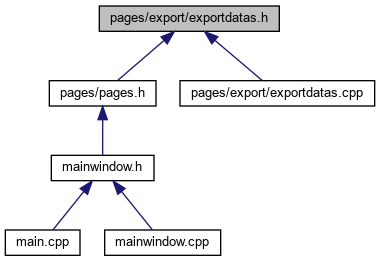 pages/export/exportdatas.h
pages/pages.h
pages/export/exportdatas.cpp
mainwindow.h
main.cpp
mainwindow.cpp